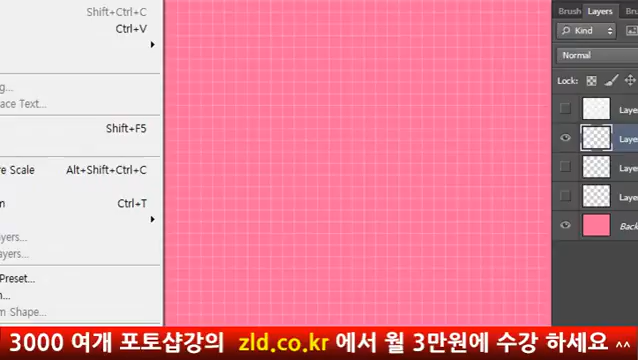 Shift+Ctrl+C
Ctrl+V
g...
ace Text...
Shift+F5
e Scale Alt+Shift+Ctrl+C
m Ctrl+T
ayers...
yers...
Preset...
n...
m Shape...
Brush Layers Bru
Kind
Normal
Lock:
Laye
Laye
Laye
Laye
Back
3000 여개 포토샵강의 zld.co.kr 에서 월 3만원에 수강 하세요 ^^